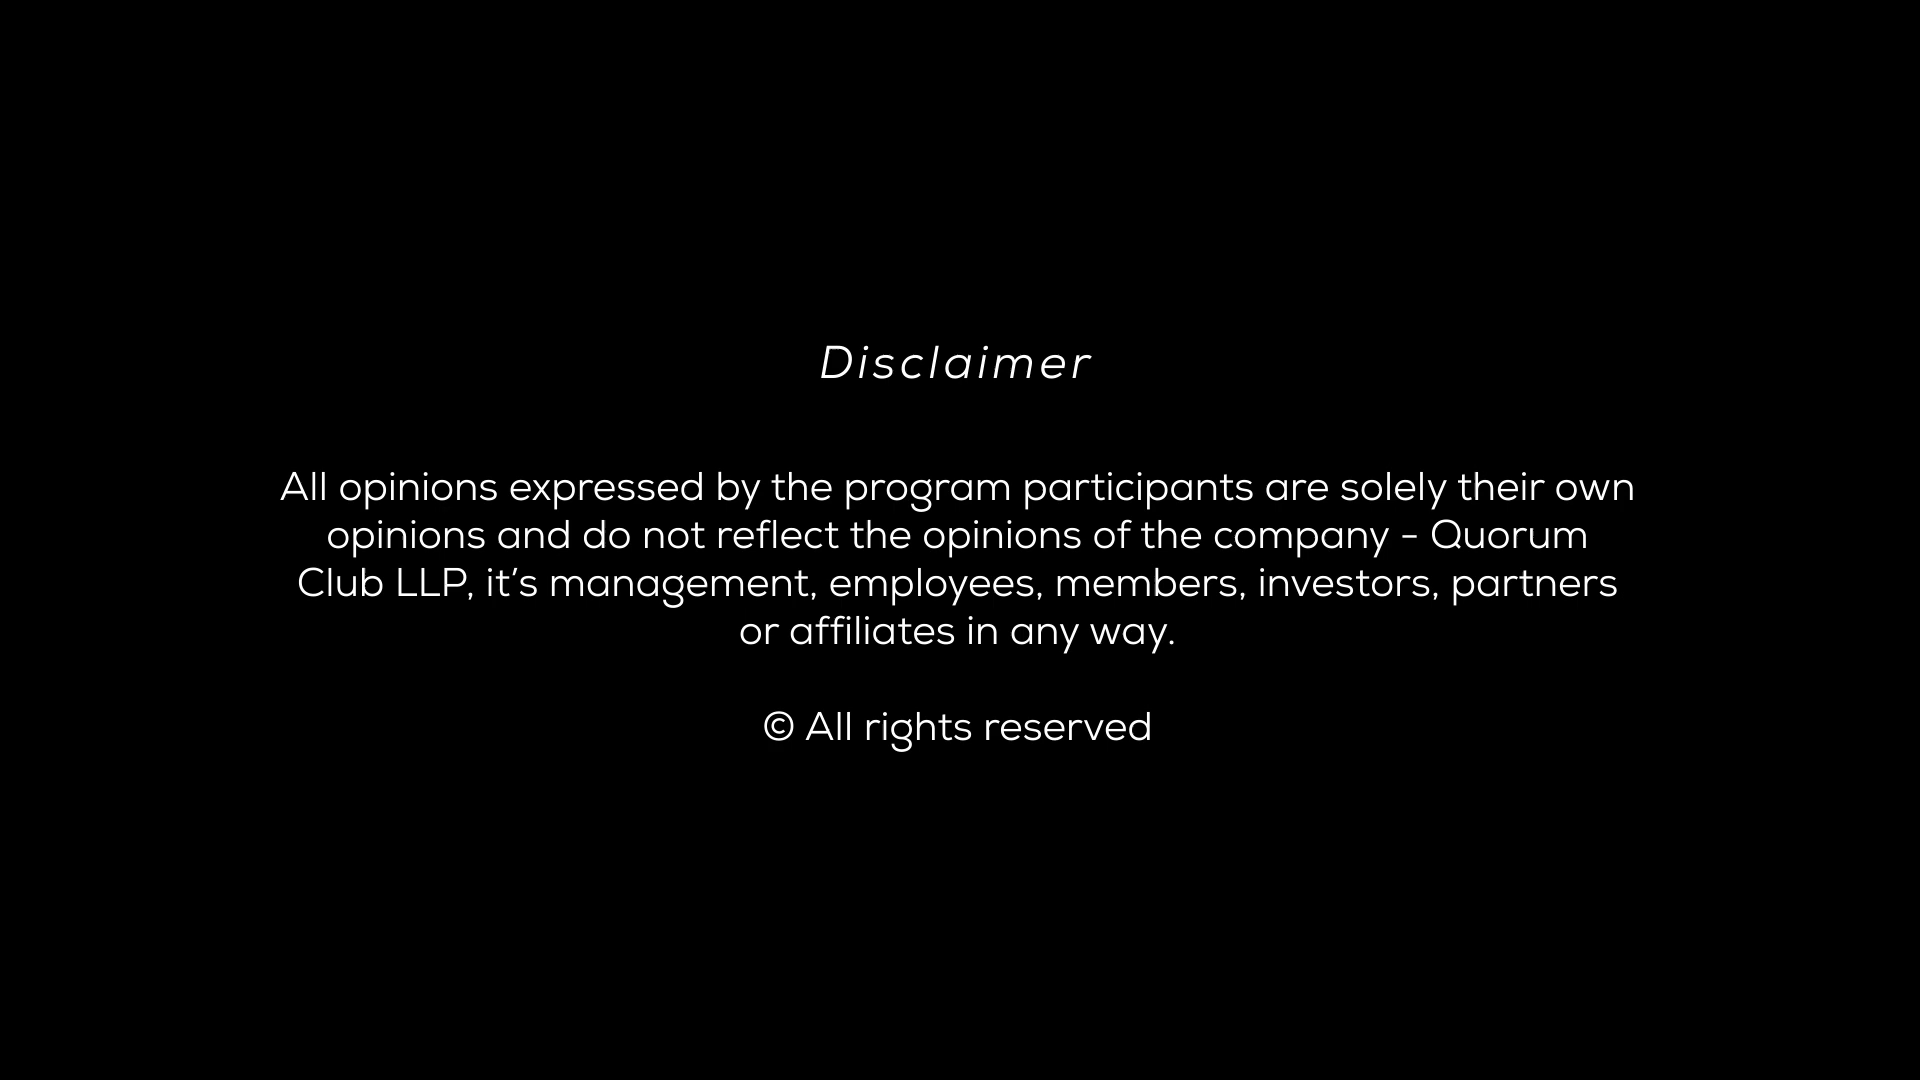 Disclaimer
All opinions expressed by the program participants are solely their own
opinions and do not reflect the opinions of the company - Quorum
Club LLP, it’s management, employees, members, investors, partners
or affiliates in any way.
© All rights reserved